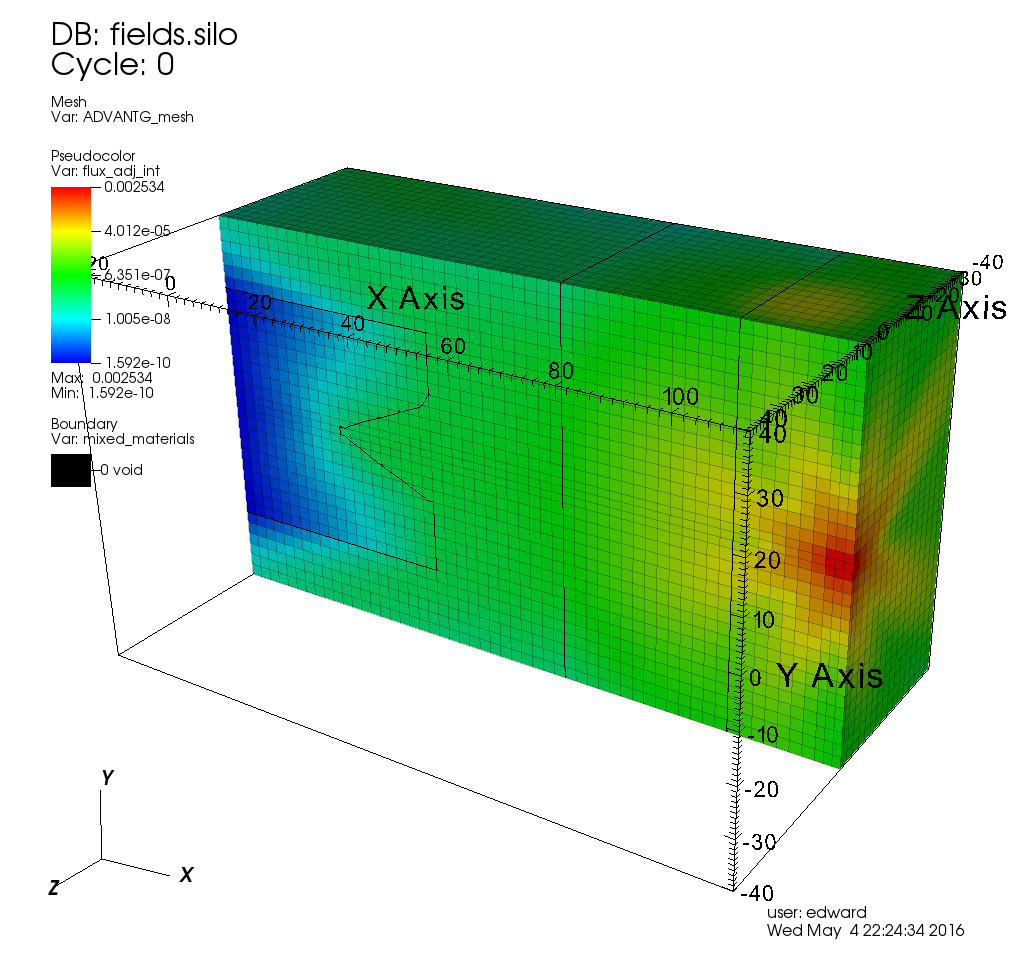 DB: fields.silo
Cycle: 0
Mesh
Var: ADVANTG_mesh
Pseudocolor
Var: flux_adj_int
0.002534
4.012e-05
6.351e-07
1.005e-08
1.592e-10
Max: 0.002534
Min: 1.592e-10
Boundary
Var: mixed_materials
0 void
0
20
40
60
80
100
X Axis
-40
30
20
0
10
20
30
40
Z Axis
40
30
20
10
0
-10
-20
-30
-40
Y Axis
Y
X
Z
user: edward
Wed May 4 22:24:34 2016